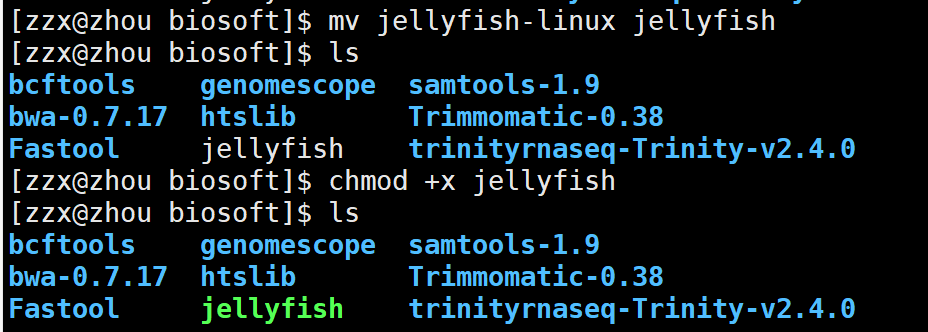 [zzx@zhou biosoft]$ mv jellyfish-linux jellyfish
[zzx@zhou biosoft]$ ls
bcftools    genomescope  samtools-1.9
bwa-0.7.17  htslib       Trimmomatic-0.38
Fastool     jellyfish    trinityrnaseq-Trinity-v2.4.0
[zzx@zhou biosoft]$ chmod +x jellyfish
[zzx@zhou biosoft]$ ls
bcftools    genomescope  samtools-1.9
bwa-0.7.17  htslib       Trimmomatic-0.38
Fastool     jellyfish    trinityrnaseq-Trinity-v2.4.0